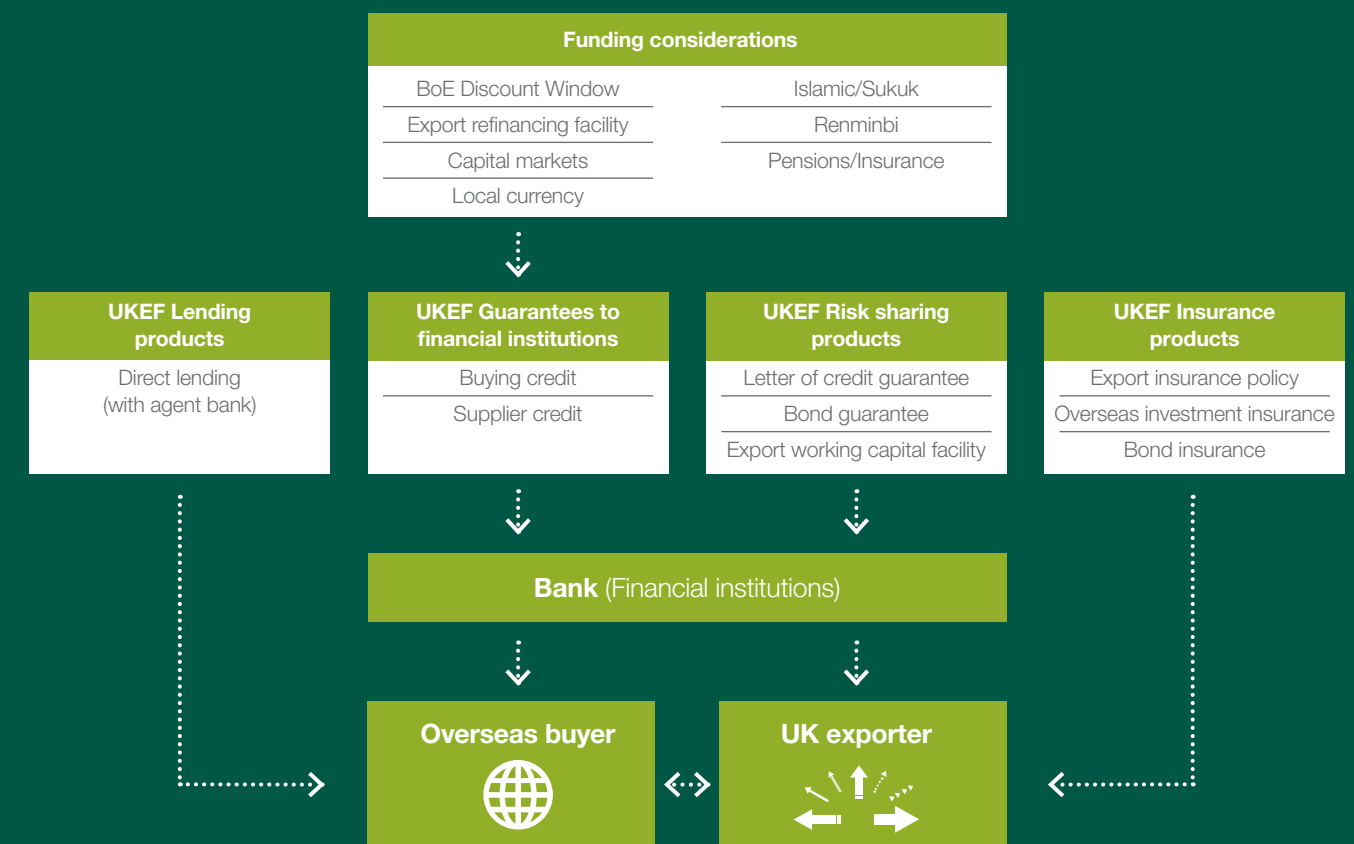 Funding considerations
BoE Discount Window
Export refinancing facility
Capital markets
Local currency
Islamic/Sukuk
Renminbi
Pensions/Insurance
UKEF Lending
products
Direct lending
(with agent bank)
UKEF Guarantees to
financial institutions
Buying credit
Supplier credit
UKEF Risk sharing
products
Letter of credit guarantee
Bond guarantee
Export working capital facility
UKEF Insurance
products
Export insurance policy
Overseas investment insurance
Bond insurance
Bank (Financial institutions)
Overseas buyer
UK exporter